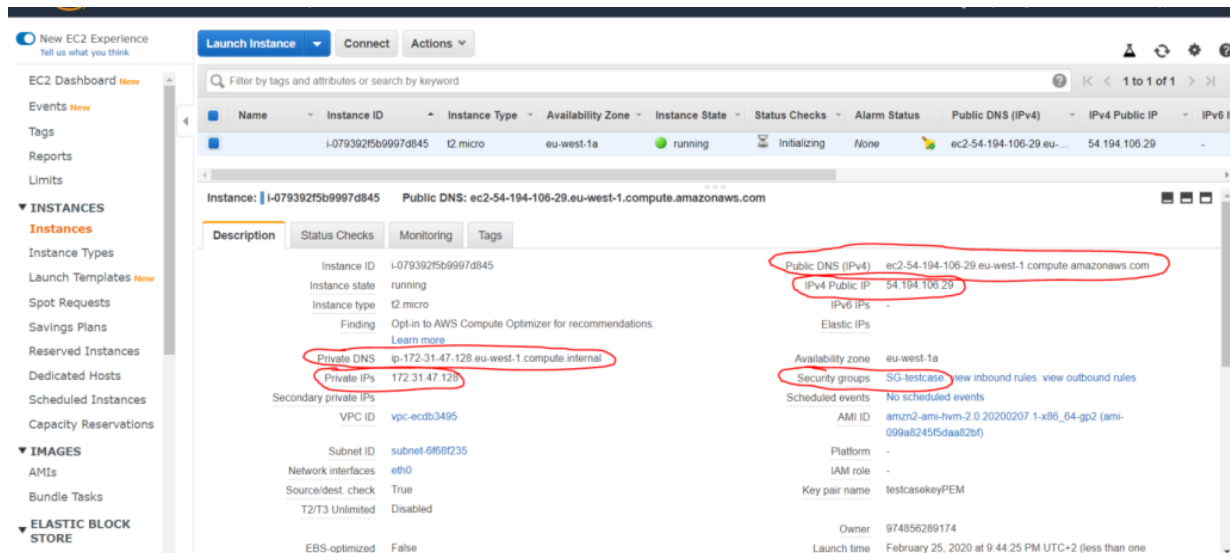 New EC2 Experience
Tell us what you think
Launch Instance Connect Actions
EC2 Dashboard New
Filter by tags and attributes or search by keyword
1 to 1 of 1
Events New
Name Instance ID Instance Type Availability Zone Instance State Status Checks Alarm Status Public DNS (IPv4) IPv4 Public IP
Tags
i-079392f5b9997d845 t2.micro eu-west-1a running Initializing None ec2-54-194-106-29.eu-... 54.194.106.29 -
Reports
Limits
Instance: i-079392f5b9997d845 Public DNS: ec2-54-194-106-29.eu-west-1.compute.amazonaws.com
INSTANCES
Instances
Description Status Checks Monitoring Tags
Instance Types
Instance ID i-079392f5b9997d845
Public DNS (IPv4) ec2-54-194-106-29.eu-west-1.compute.amazonaws.com
Launch Templates New
Instance state running
IPv4 Public IP 54.194.106.29
Spot Requests
Instance type t2.micro
IPv6 IPs -
Savings Plans
Finding Opt-in to AWS Compute Optimizer for recommendations.
Learn more
Elastic IPs
Reserved Instances
Private DNS ip-172-31-47-128.eu-west-1.compute.internal
Availability zone eu-west-1a
Dedicated Hosts
Private IPs 172.31.47.128
Security groups SG-testcase. view inbound rules. view outbound rules
Scheduled Instances
Secondary private IPs
Scheduled events No scheduled events
Capacity Reservations
VPC ID vpc-ecdb3495
AMI ID amzn2-ami-hvm-2.0.20200207.1-x86_64-gp2 (ami-
099a8245f5daa82bf)
IMAGES
Subnet ID subnet-6f68f235
Platform -
AMIs
Network interfaces eth0
IAM role -
Bundle Tasks
Source/dest. check True
Key pair name testcasekeyPEM
T2/T3 Unlimited Disabled
ELASTIC BLOCK
STORE
Owner 974856289174
EBS-optimized False
Launch time February 25, 2020 at 9:44:25 PM UTC+2 (less than one